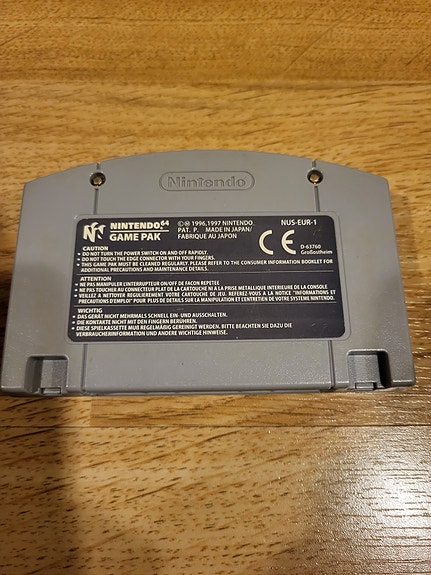 Nintendo
NINTENDO 64
GAME PAK
©Ⓜ 1996,1997 NINTENDO
PAT. P. MADE IN JAPAN/
FABRIQUE AU JAPON
NUS-EUR-1
CE
D-63760
Großostheim
CAUTION
• DO NOT TURN THE POWER SWITCH ON AND OFF RAPIDLY.
• DO NOT TOUCH THE EDGE CONNECTOR WITH YOUR FINGERS.
• THIS GAME PAK MUST BE CLEANED REGULARLY. PLEASE REFER TO THE CONSUMER INFORMATION BOOKLET FOR
ADDITIONAL PRECAUTIONS AND MAINTENANCE DETAILS.
ATTENTION
• NE PAS MANIPULER L'INTERRUPTEUR ON/OFF DE FACON REPETEE
• NE PAS TOUCHER AU CONNECTEUR PLAT DE LA CARTOUCHE NI A LA PRISE METALLIQUE INTERIEURE DE LA CONSOLE
• VEILLEZ A NETTOYER REGULIEREMENT VOTRE CARTOUCHE DE JEU. REFEREZ VOUS A LA NOTICE "INFORMATIONS ET
PRECAUTIONS D'EMPLOI" POUR PLUS DE DETAILS SUR LA MANIPULATION ET L'ENTRETIEN DE VOTRE SYSTEME NINTENDO.
WICHTIG
• DAS GERÄT NICHT MEHRMALS SCHNELL EIN- UND AUSSCHALTEN.
• DIE KONTAKTE NICHT MIT DEN FINGERN BERÜHREN.
• DIESE SPIELKASSETTE MUß REGELMÄßIG GEREINIGT WERDEN. BITTE BEACHTEN SIE DAZU DIE
VERBRAUCHERINFORMATION UND ANDERE WICHTIGE HINWEISE.